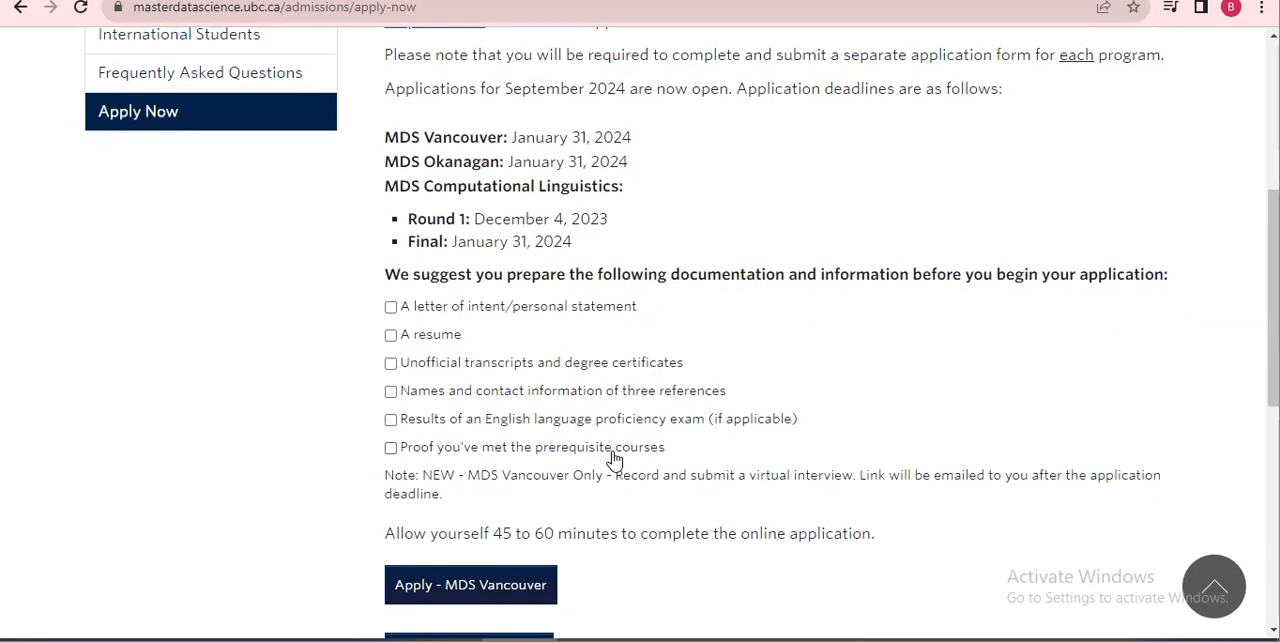 masterdatascience.ubc.ca/admissions/apply-now
B
International Students
Frequently Asked Questions
Apply Now
Please note that you will be required to complete and submit a separate application form for each program.
Applications for September 2024 are now open. Application deadlines are as follows:
MDS Vancouver: January 31, 2024
MDS Okanagan: January 31, 2024
MDS Computational Linguistics:
Round 1: December 4, 2023
Final: January 31, 2024
We suggest you prepare the following documentation and information before you begin your application:
A letter of intent/personal statement
A resume
Unofficial transcripts and degree certificates
Names and contact information of three references
Results of an English language proficiency exam (if applicable)
Proof you've met the prerequisite courses
Note: NEW - MDS Vancouver Only - Record and submit a virtual interview. Link will be emailed to you after the application
deadline.
Allow yourself 45 to 60 minutes to complete the online application.
Apply - MDS Vancouver
Activate Windows
Go to Settings to activate Windows.